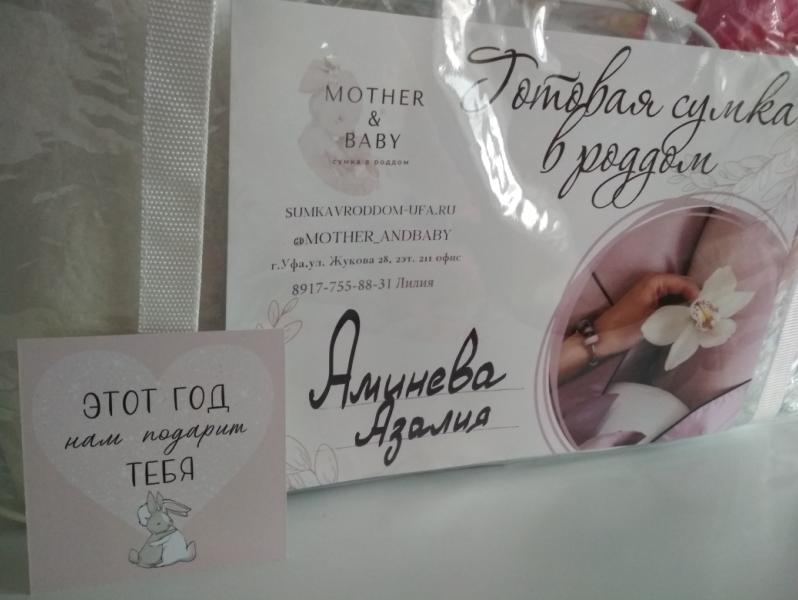 MOTHER
&
BABY
сумка в роддом
SUMKAVRODDOM-UFA.RU
@MOTHER_ANDBABY
г.Уфа,ул. Жукова 28, 2эт. 211 офис
8917-755-88-31 Лилия
Готовая сумка
в роддом
Аминева
Азалия
ЭТОТ ГОД
нам подарит
ТЕБЯ